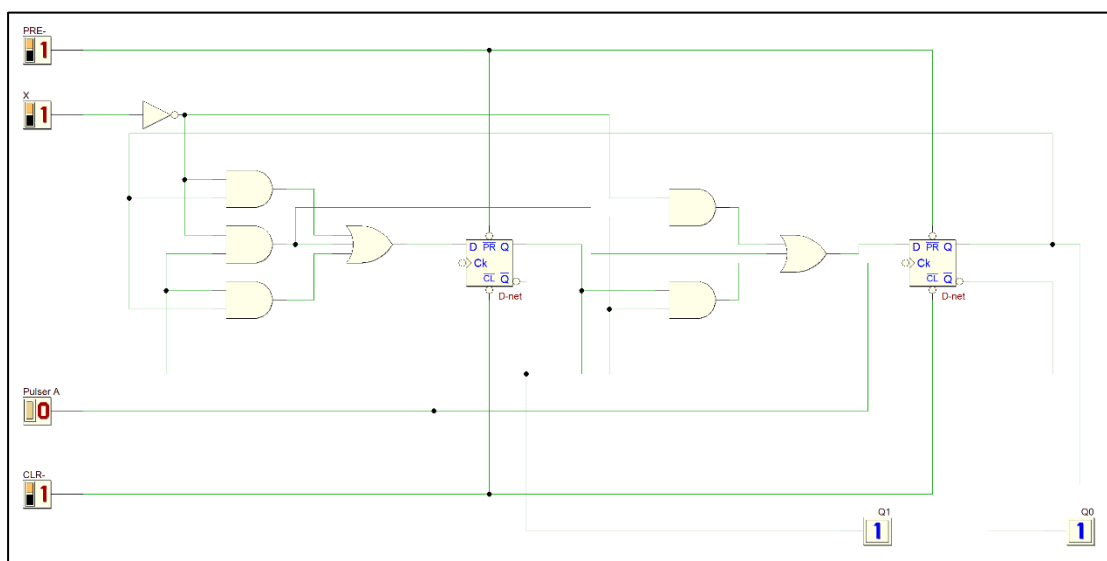 PRE-
1
X
1
D PR Q
Ck
CL Q
D-net
D PR Q
Ck
CL Q
D-net
Pulser A
0
CLR-
1
Q1
1
Q0
1